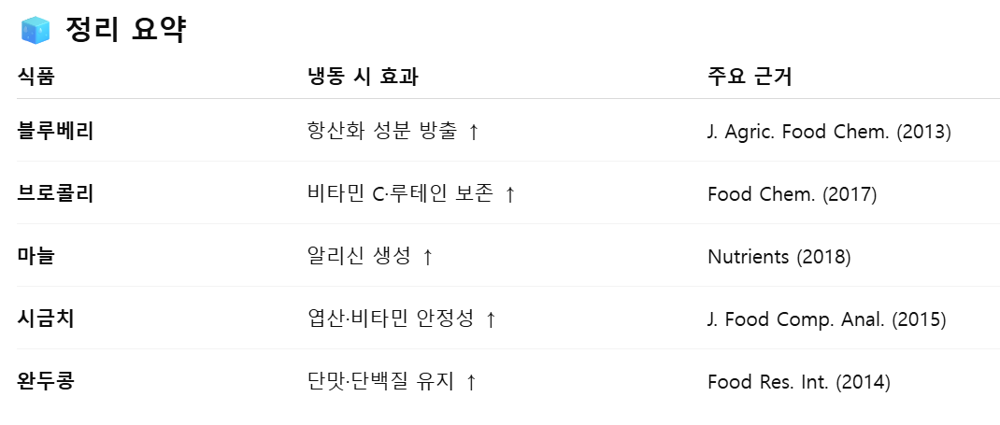 정리 요약
식품 냉동 시 효과 주요 근거
블루베리 항산화 성분 방출 ↑ J. Agric. Food Chem. (2013)
브로콜리 비타민 C·루테인 보존 ↑ Food Chem. (2017)
마늘 알리신 생성 ↑ Nutrients (2018)
시금치 엽산·비타민 안정성 ↑ J. Food Comp. Anal. (2015)
완두콩 단맛·단백질 유지 ↑ Food Res. Int. (2014)